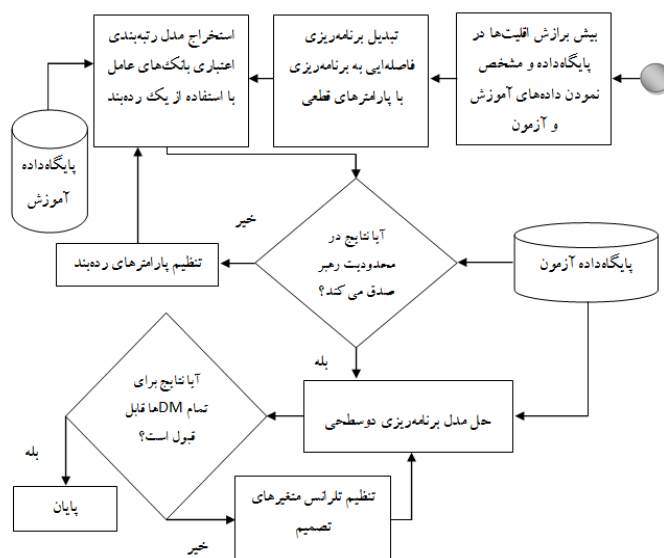 بیش برازش اقلیت‌ها در
پایگاه‌داده و مشخص
نمودن داده‌های آموزش
و آزمون
تبدیل برنامه‌ریزی
فاصله‌ایی به برنامه‌ریزی
با پارامترهای قطعی
استخراج مدل رتبه‌بندی
اعتباری بانک‌های عامل
با استفاده از یک رده‌بند
پایگاه‌داده
آموزش
آیا نتایج در
محدودیت رهبر
صدق می کند؟
خیر
تنظیم پارامترهای رده‌بند
پایگاه‌داده آزمون
بله
حل مدل برنامه‌ریزی دوسطحی
آیا نتایج برای
تمام DMها قابل
قبول است؟
بله
پایان
خیر
تنظیم تلرانس متغیرهای
تصمیم